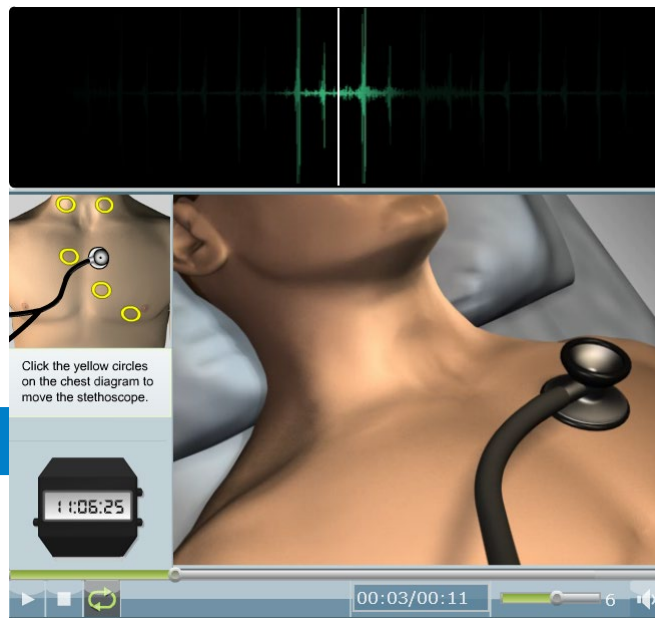 Click the yellow circles
on the chest diagram to
move the stethoscope.
11:06:25
00:03/00:11
6